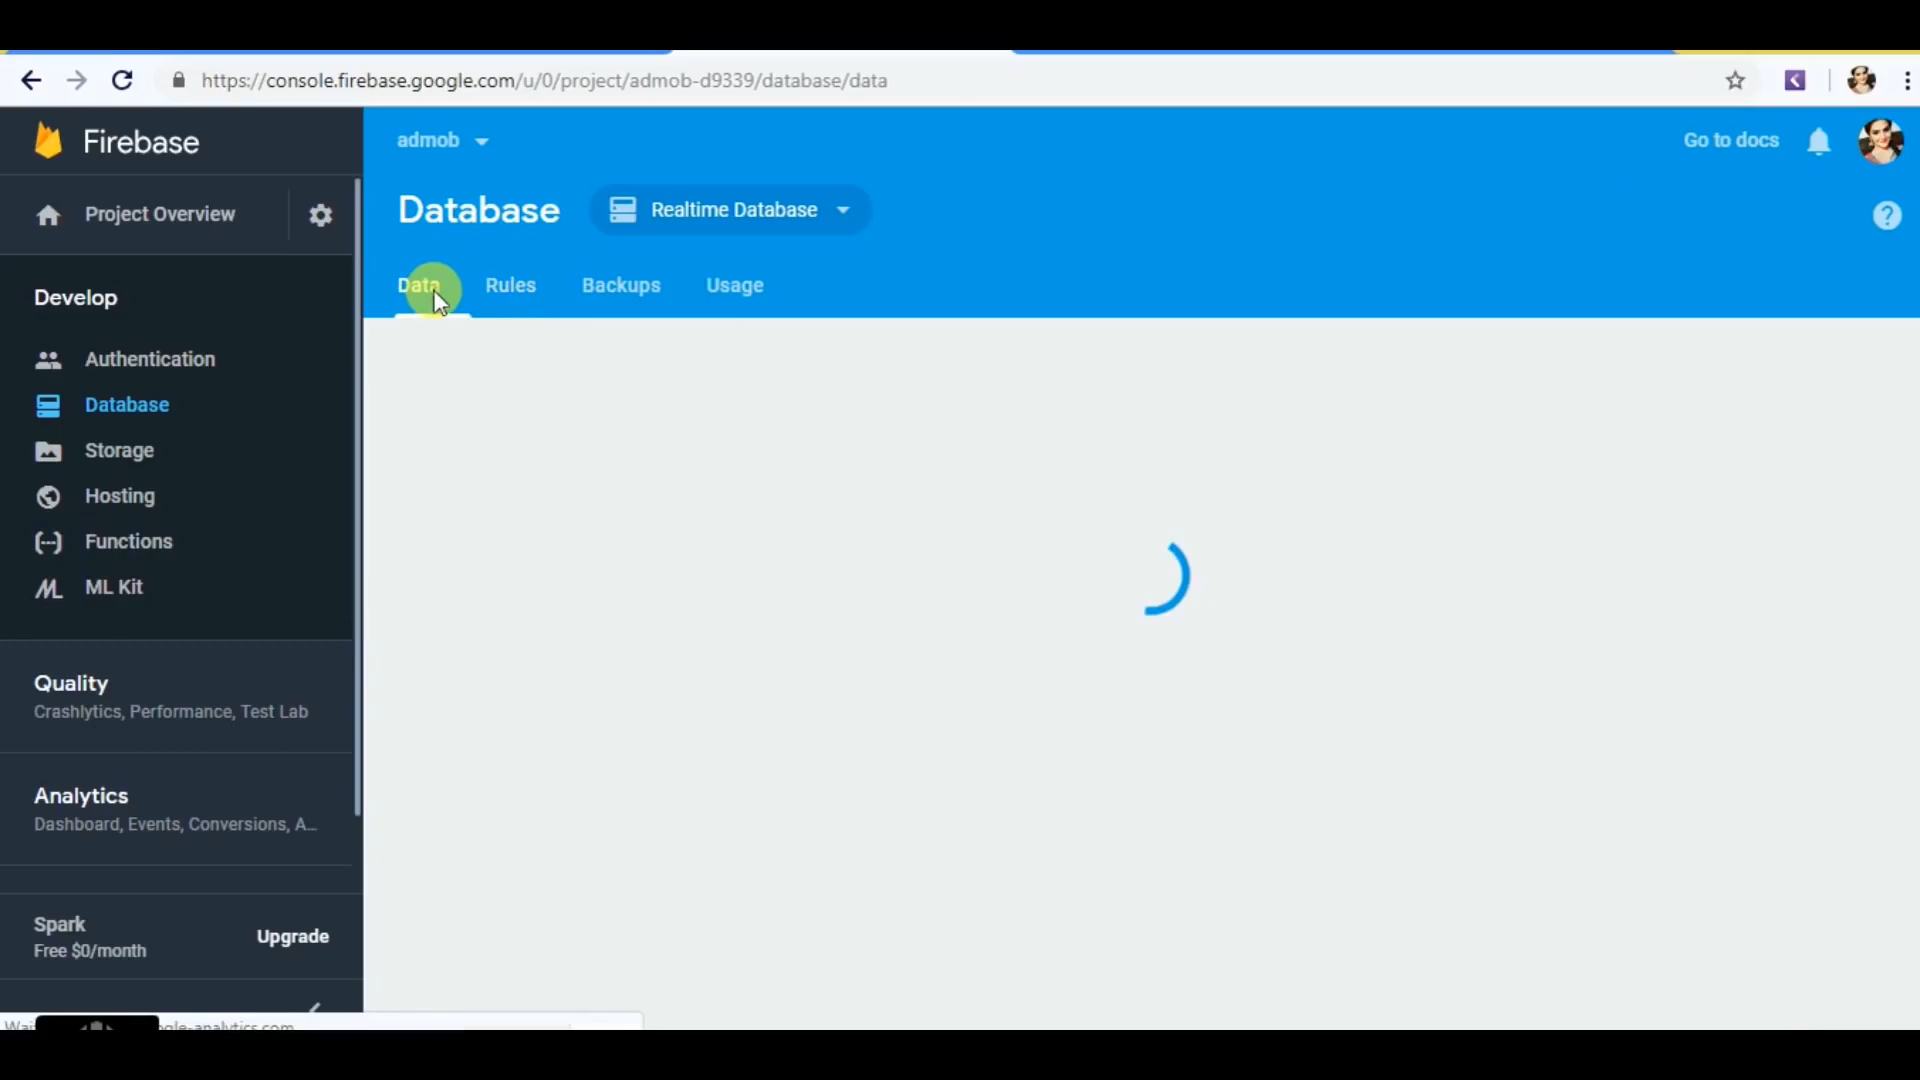 https://console.firebase.google.com/u/0/project/admob-d9339/database/data
Firebase
admob
Go to docs
Project Overview
Database
Realtime Database
Data
Rules
Backups
Usage
Develop
Authentication
Database
Storage
Hosting
Functions
ML Kit
Quality
Crashlytics, Performance, Test Lab
Analytics
Dashboard, Events, Conversions, A...
Spark
Free $0/month
Upgrade